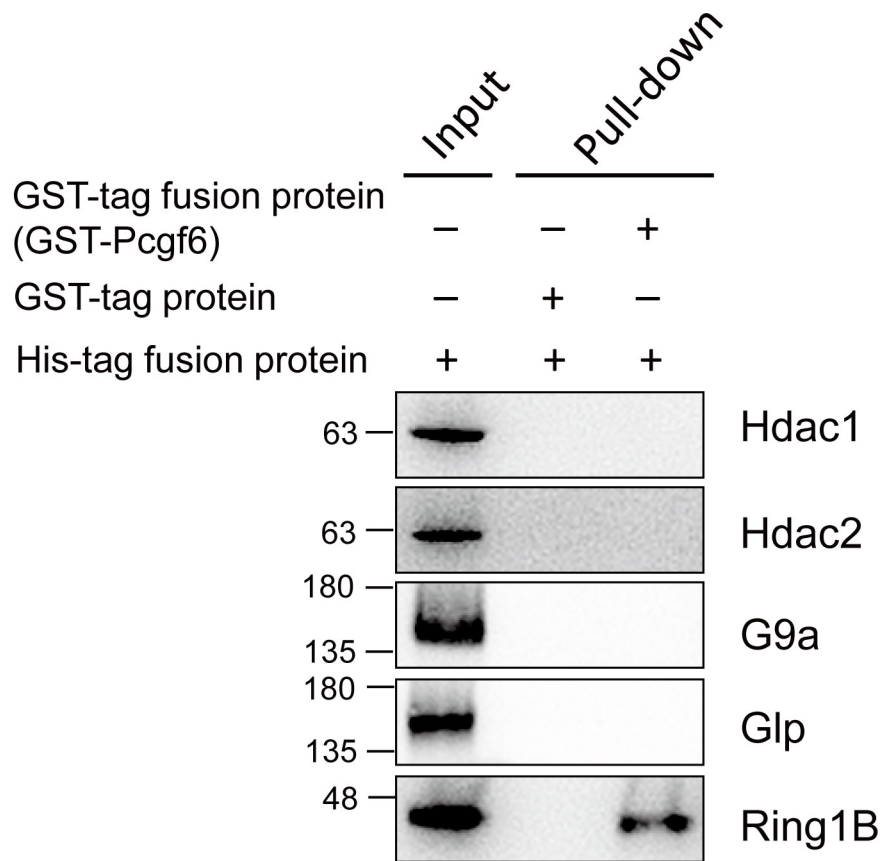 Input Pull-down
GST-tag fusion protein
(GST-Pcgf6) − − +
GST-tag protein − + −
His-tag fusion protein + + +
63 Hdac1
63 Hdac2
180
135 G9a
180
135 Glp
48 Ring1B